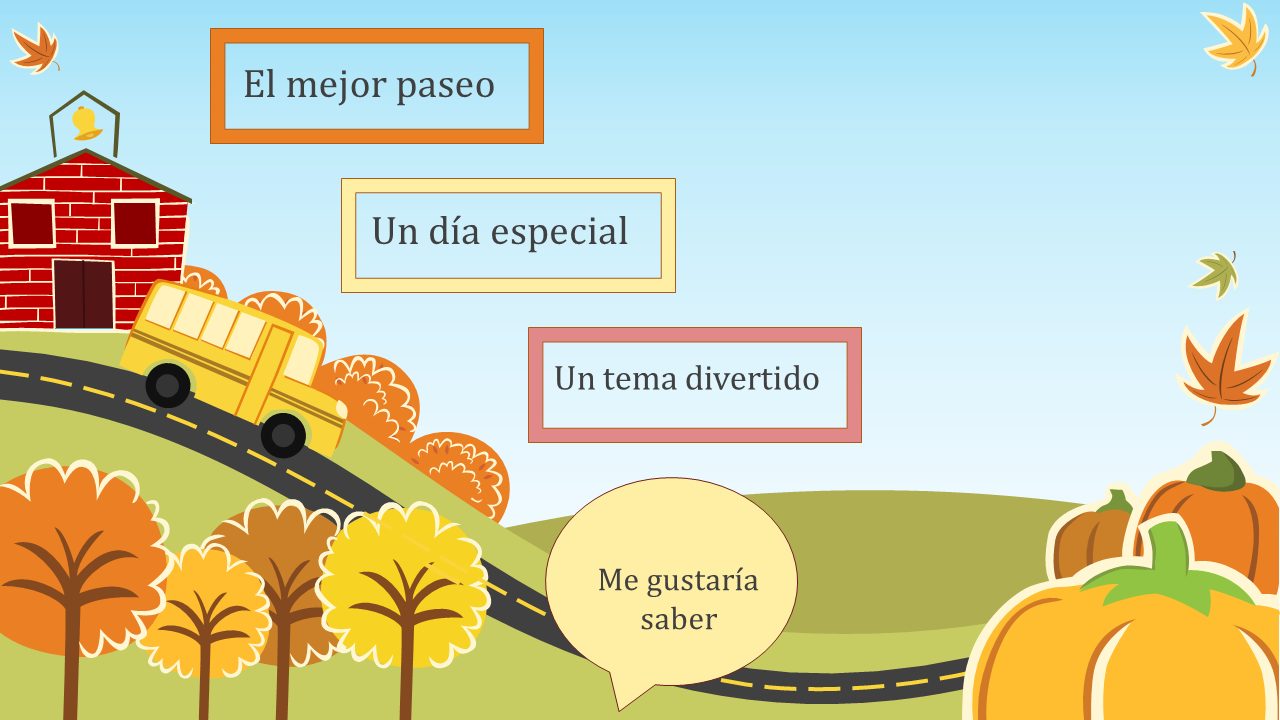 El mejor paseo
Un día especial
Un tema divertido
Me gustaría
saber